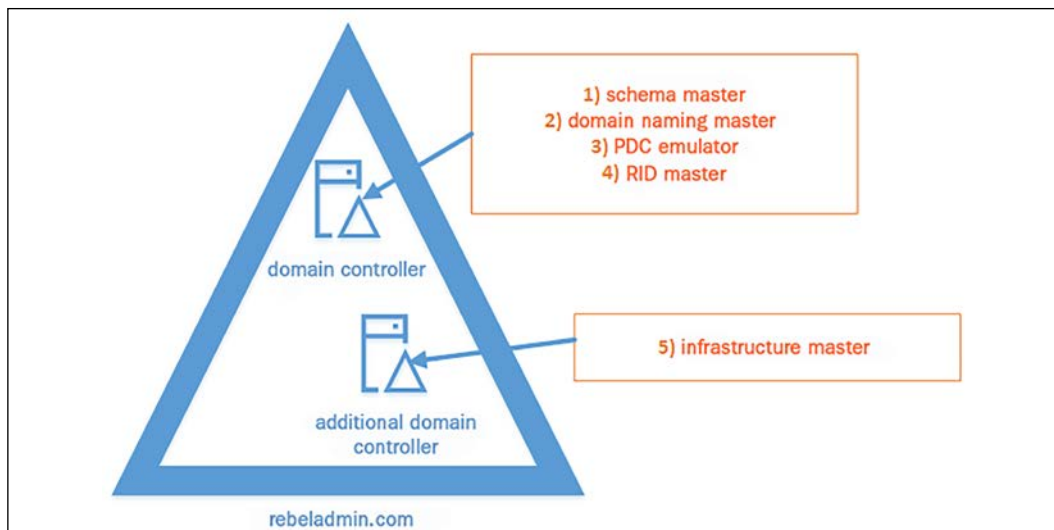 1) schema master
2) domain naming master
3) PDC emulator
4) RID master
domain controller
5) infrastructure master
additional domain
controller
rebeladmin.com